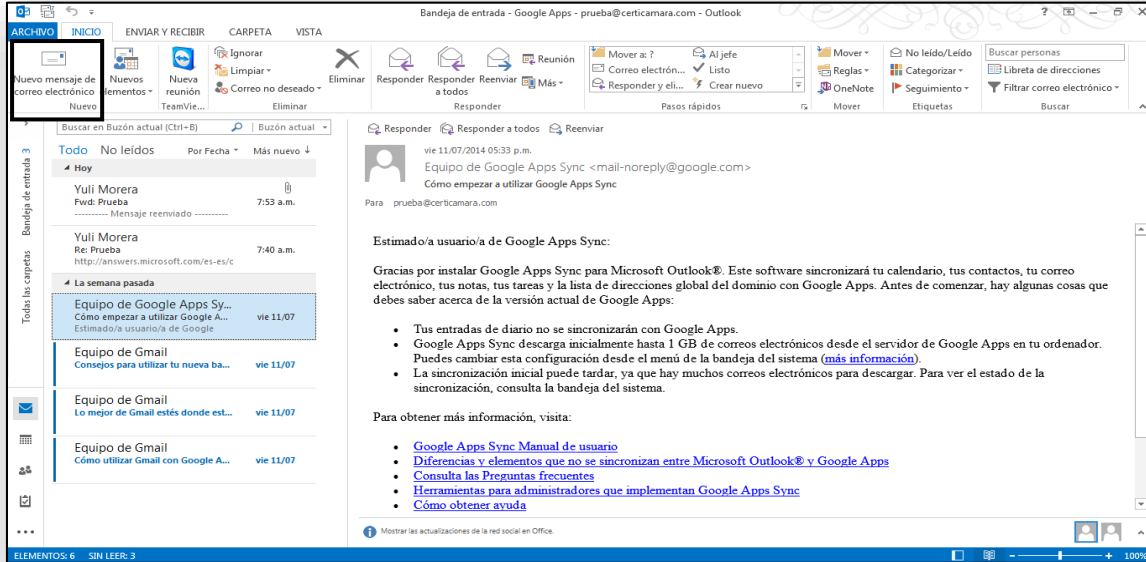 Bandeja de entrada - Google Apps - prueba@certicamara.com - Outlook
ARCHIVO INICIO ENVIAR Y RECIBIR CARPETA VISTA
Nuevo mensaje de correo electrónico
Nuevos elementos
Nuevo
Nueva reunión
TeamVie...
Ignorar
Limpiar
Correo no deseado
Eliminar
Eliminar
Responder
Responder a todos
Reenviar
Reunión
Más
Responder
Mover a: ?
Correo electrón...
Responder y eli...
Al jefe
Listo
Crear nuevo
Pasos rápidos
Mover
Reglas
OneNote
Mover
No leído/Leído
Categorizar
Seguimiento
Etiquetas
Buscar personas
Libreta de direcciones
Filtrar correo electrónico
Buscar
Bandeja de entrada 3
Todas las carpetas
Buscar en Buzón actual (Ctrl+B) Buzón actual
Todo No leídos Por Fecha Más nuevo
Hoy
Yuli Morera
Fwd: Prueba 7:53 a.m.
---------- Mensaje reenviado ----------
Yuli Morera
Re: Prueba 7:40 a.m.
http://answers.microsoft.com/es-es/c
La semana pasada
Equipo de Google Apps Sy...
Cómo empezar a utilizar Google A... vie 11/07
Estimado/a usuario/a de Google
Equipo de Gmail
Consejos para utilizar tu nueva ba... vie 11/07
Equipo de Gmail
Lo mejor de Gmail estés donde est... vie 11/07
Equipo de Gmail
Cómo utilizar Gmail con Google A... vie 11/07
Responder Responder a todos Reenviar
vie 11/07/2014 05:33 p.m.
Equipo de Google Apps Sync <mail-noreply@google.com>
Cómo empezar a utilizar Google Apps Sync
Para prueba@certicamara.com
Estimado/a usuario/a de Google Apps Sync:
Gracias por instalar Google Apps Sync para Microsoft Outlook®. Este software sincronizará tu calendario, tus contactos, tu correo
electrónico, tus notas, tus tareas y la lista de direcciones global del dominio con Google Apps. Antes de comenzar, hay algunas cosas que
debes saber acerca de la versión actual de Google Apps:
• Tus entradas de diario no se sincronizarán con Google Apps.
• Google Apps Sync descarga inicialmente hasta 1 GB de correos electrónicos desde el servidor de Google Apps en tu ordenador.
Puedes cambiar esta configuración desde el menú de la bandeja del sistema (más información).
• La sincronización inicial puede tardar, ya que hay muchos correos electrónicos para descargar. Para ver el estado de la
sincronización, consulta la bandeja del sistema.
Para obtener más información, visita:
• Google Apps Sync Manual de usuario
• Diferencias y elementos que no se sincronizan entre Microsoft Outlook® y Google Apps
• Consulta las Preguntas frecuentes
• Herramientas para administradores que implementan Google Apps Sync
• Cómo obtener ayuda
Mostrar las actualizaciones de la red social en Office.
ELEMENTOS: 6 SIN LEER: 3 100%